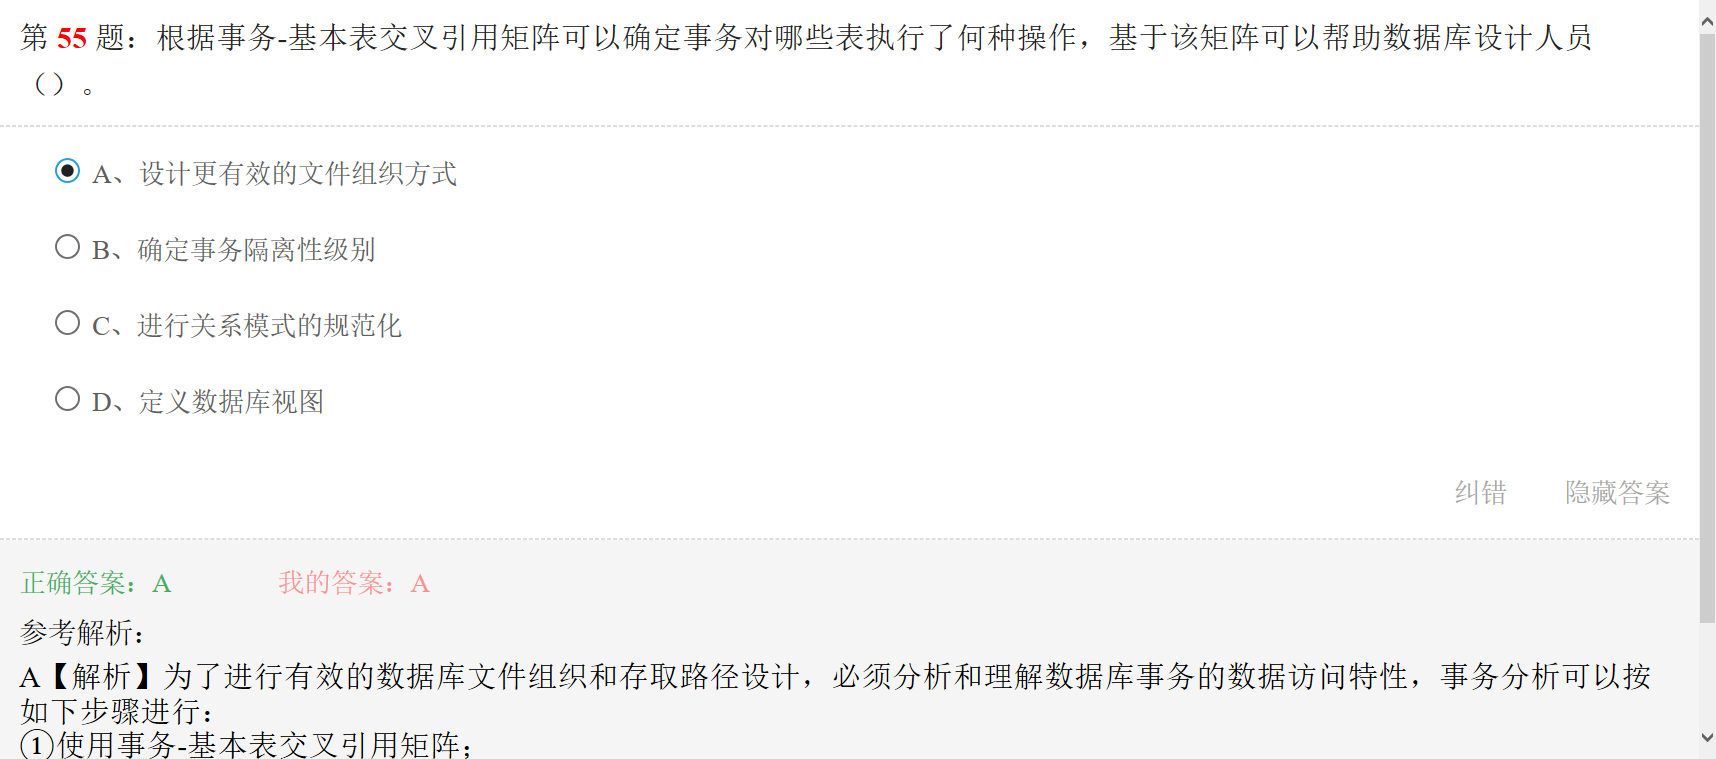 第 55 题：根据事务-基本表交叉引用矩阵可以确定事务对哪些表执行了何种操作，基于该矩阵可以帮助数据库设计人员
（）。
A、设计更有效的文件组织方式
B、确定事务隔离性级别
C、进行关系模式的规范化
D、定义数据库视图
纠错 隐藏答案
正确答案：A 我的答案：A
参考解析：
A【解析】为了进行有效的数据库文件组织和存取路径设计，必须分析和理解数据库事务的数据访问特性，事务分析可以按
如下步骤进行：
①使用事务-基本表交叉引用矩阵；